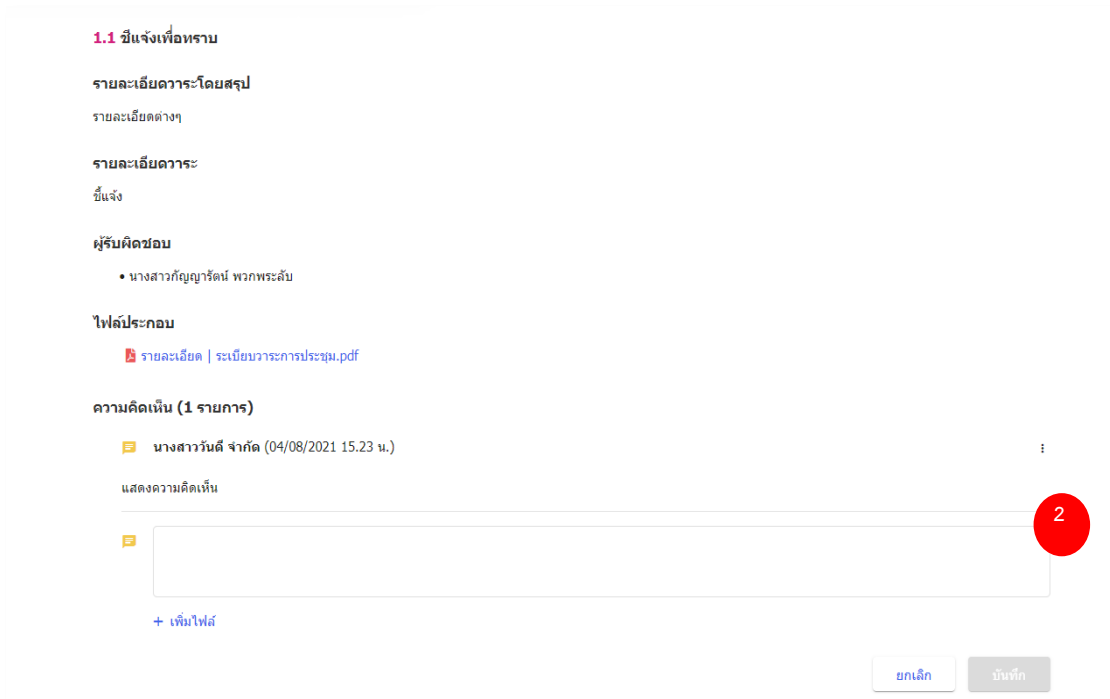 1.1 ชี้แจ้งเพื่อทราบ
รายละเอียดวาระโดยสรุป
รายละเอียดต่างๆ
รายละเอียดวาระ
ชี้แจ้ง
ผู้รับผิดชอบ
• นางสาวกัญญารัตน์ พวกพระลับ
ไฟล์ประกอบ
รายละเอียด | ระเบียบวาระการประชุม.pdf
ความคิดเห็น (1 รายการ)
นางสาววันดี จำกัด (04/08/2021 15.23 น.)
แสดงความคิดเห็น
2
+ เพิ่มไฟล์
ยกเลิก บันทึก